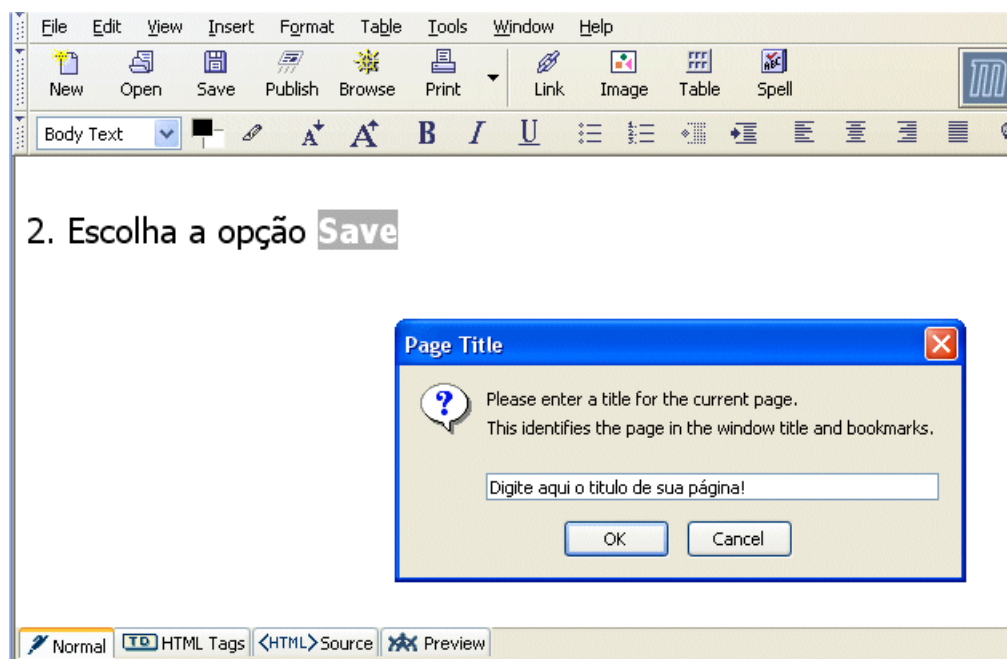 File Edit View Insert Format Table Tools Window Help
New Open Save Publish Browse Print Link Image Table Spell
Body Text
2. Escolha a opção Save
Page Title
Please enter a title for the current page.
This identifies the page in the window title and bookmarks.
Digite aqui o titulo de sua página!
OK Cancel
Normal TD HTML Tags <HTML> Source Preview